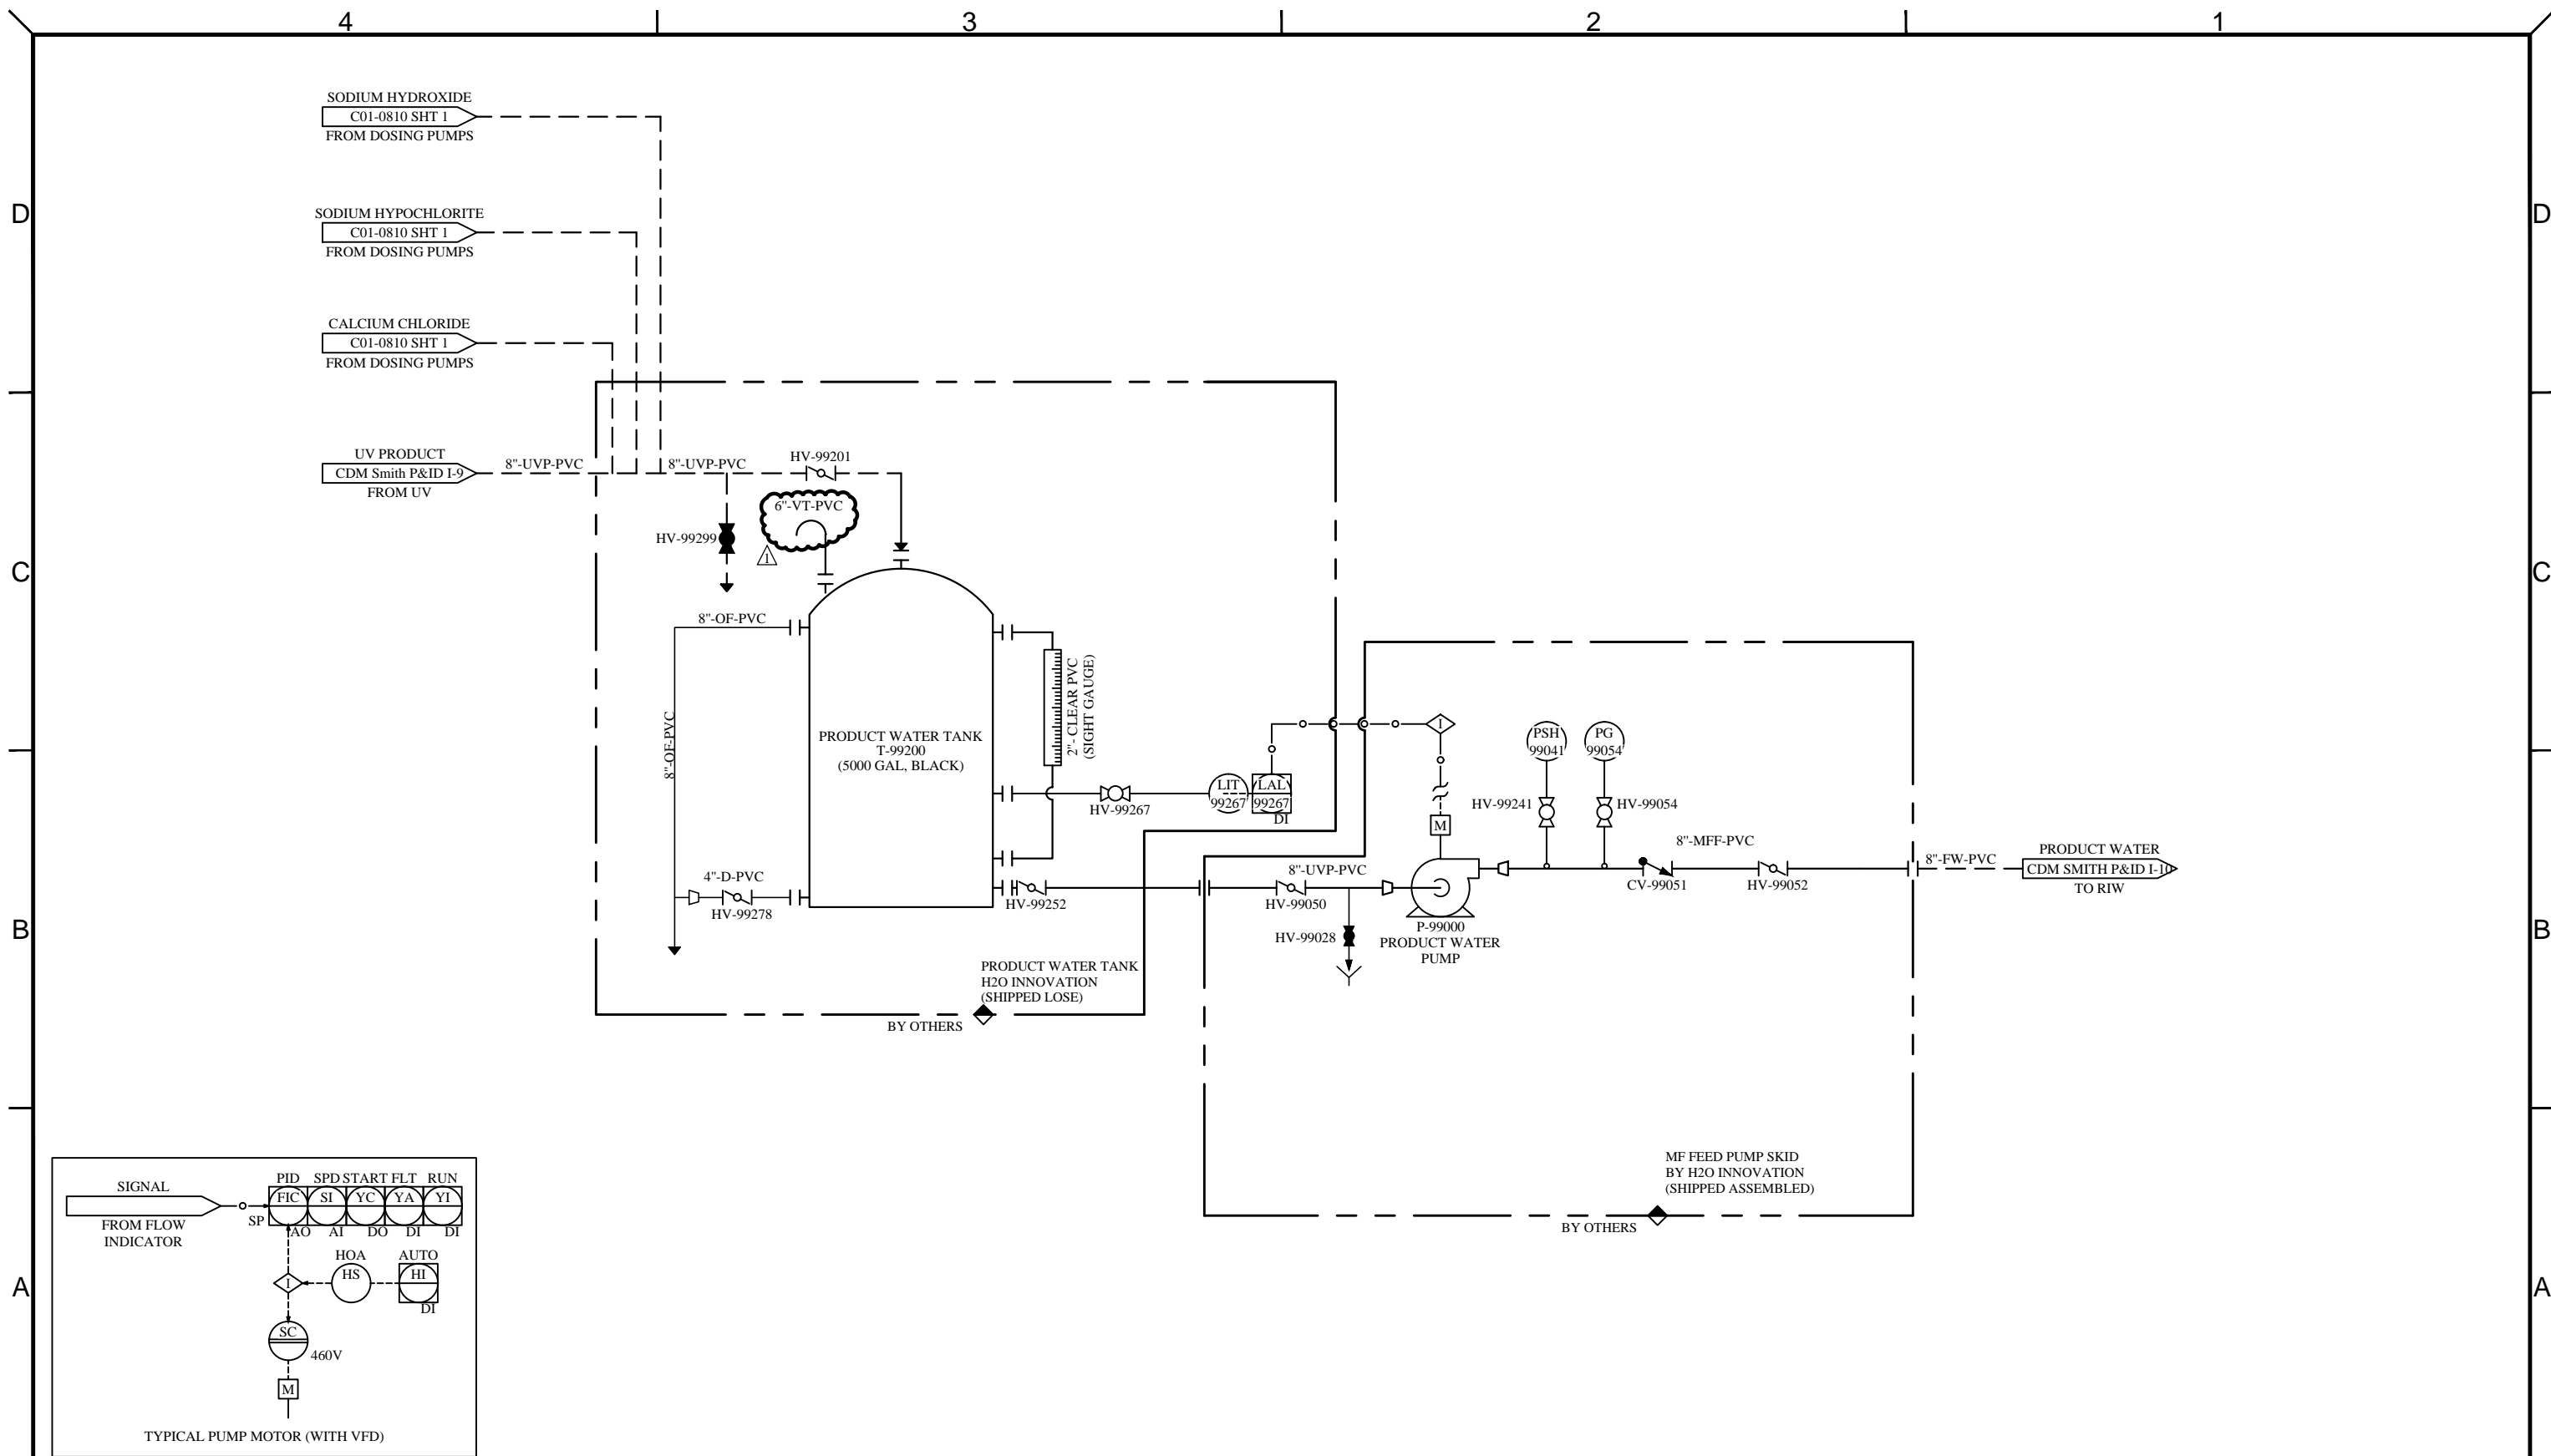 4
3
2
1
D
D
SODIUM HYDROXIDE
C01-0810 SHT 1
FROM DOSING PUMPS
SODIUM HYPOCHLORITE
C01-0810 SHT 1
FROM DOSING PUMPS
CALCIUM CHLORIDE
C01-0810 SHT 1
FROM DOSING PUMPS
UV PRODUCT
CDM Smith P&ID I-9
FROM UV
8"-UVP-PVC
8"-UVP-PVC
HV-99201
6"-VT-PVC
1
HV-99299
C
C
8"-OF-PVC
8"-OF-PVC
PRODUCT WATER TANK
T-99200
(5000 GAL, BLACK)
2"- CLEAR PVC
(SIGHT GAUGE)
HV-99267
LIT
99267
LAL
99267
DI
I
M
PSH
99041
PG
99054
HV-99241
HV-99054
8"-MFF-PVC
CV-99051
HV-99052
8"-FW-PVC
PRODUCT WATER
CDM SMITH P&ID I-10
TO RIW
4"-D-PVC
HV-99278
HV-99252
8"-UVP-PVC
HV-99050
HV-99028
P-99000
PRODUCT WATER
PUMP
B
B
PRODUCT WATER TANK
H2O INNOVATION
(SHIPPED LOSE)
BY OTHERS
MF FEED PUMP SKID
BY H2O INNOVATION
(SHIPPED ASSEMBLED)
BY OTHERS
A
A
SIGNAL
FROM FLOW
INDICATOR
SP
PID SPD START FLT RUN
FIC SI YC YA YI
AO AI DO DI DI
HOA
HS
AUTO
HI
DI
I
SC
460V
M
TYPICAL PUMP MOTOR (WITH VFD)